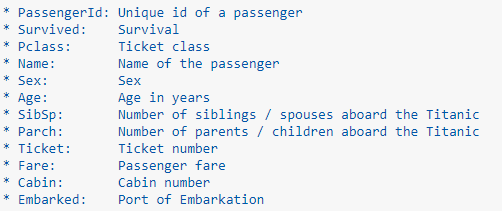 * PassengerId: Unique id of a passenger
* Survived:    Survival
* Pclass:      Ticket class
* Name:        Name of the passenger
* Sex:         Sex
* Age:         Age in years
* SibSp:       Number of siblings / spouses aboard the Titanic
* Parch:       Number of parents / children aboard the Titanic
* Ticket:      Ticket number
* Fare:        Passenger fare
* Cabin:       Cabin number
* Embarked:    Port of Embarkation